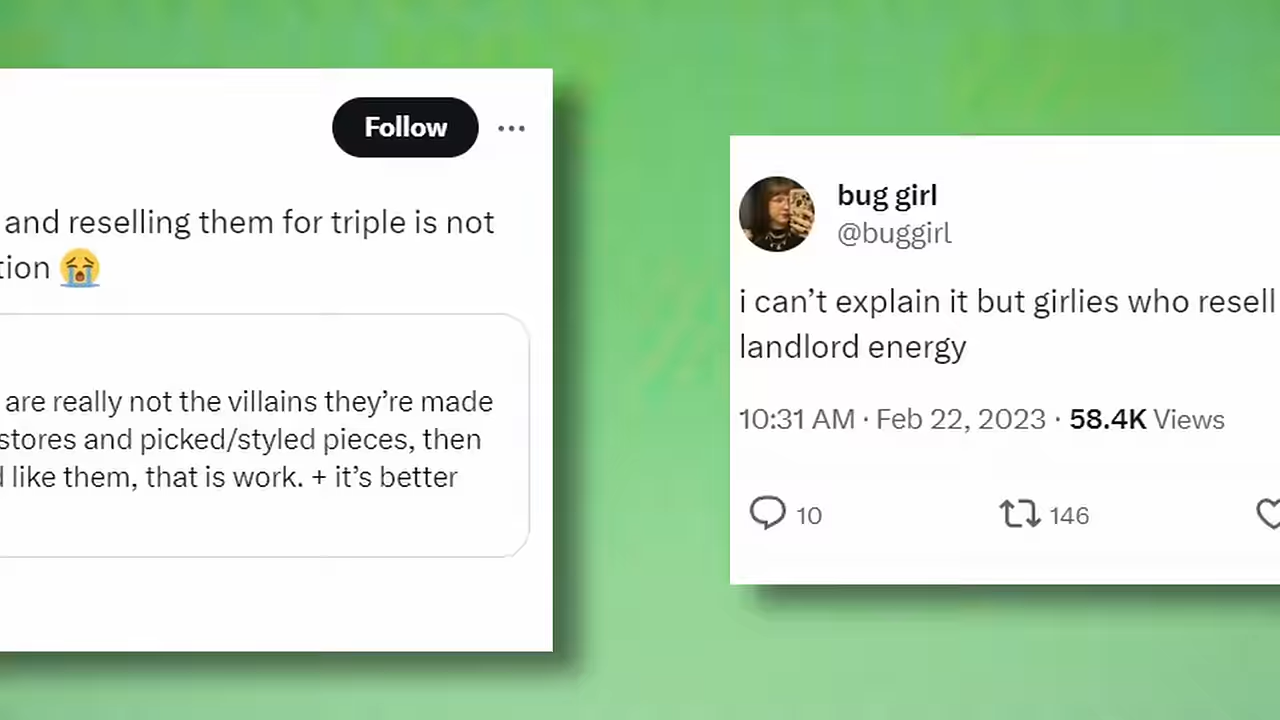 Follow
and reselling them for triple is not
tion 😭
are really not the villains they’re made
stores and picked/styled pieces, then
like them, that is work. + it’s better
bug girl
@buggirl
i can’t explain it but girlies who resell
landlord energy
10:31 AM · Feb 22, 2023 · 58.4K Views
10
146